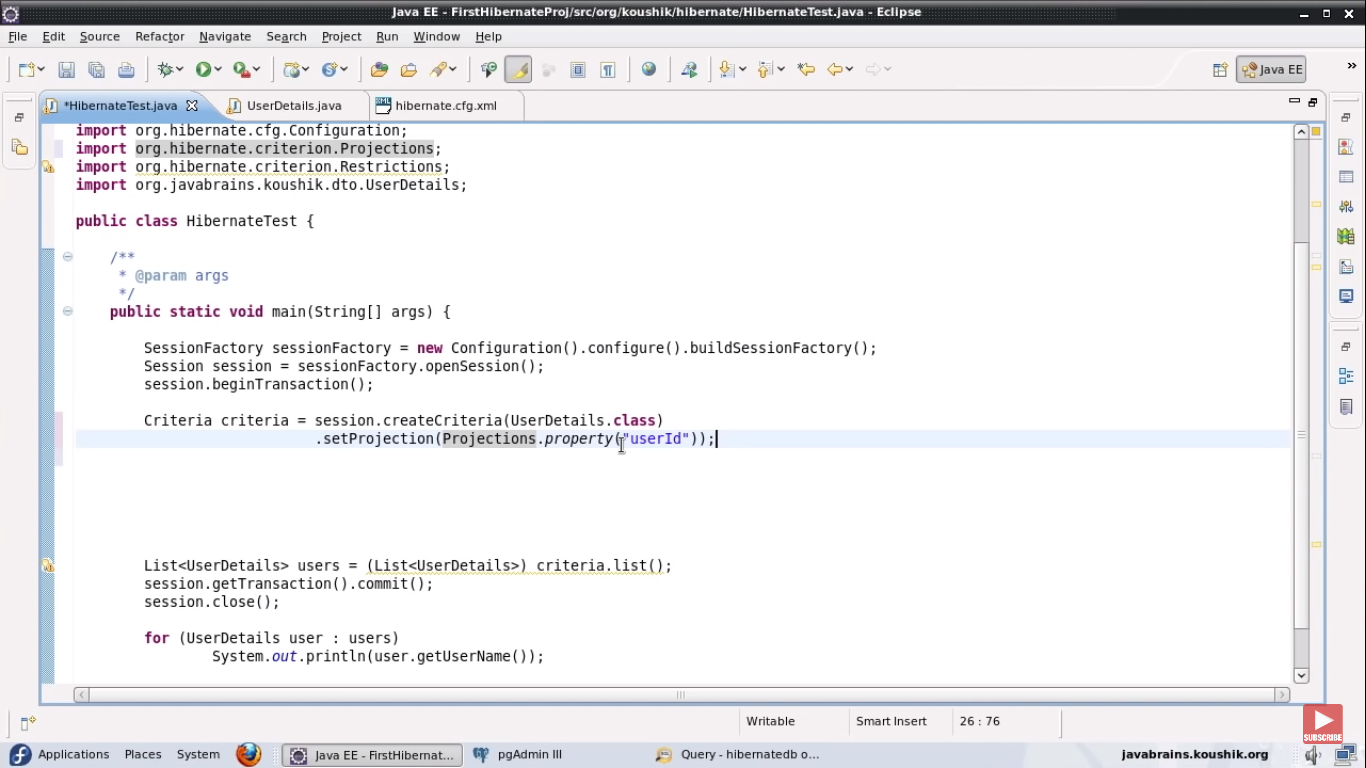 Java EE - FirstHibernateProj/src/org/koushik/hibernate/HibernateTest.java - Eclipse
File Edit Source Refactor Navigate Search Project Run Window Help
Java EE
*HibernateTest.java UserDetails.java hibernate.cfg.xml
import org.hibernate.cfg.Configuration;
import org.hibernate.criterion.Projections;
import org.hibernate.criterion.Restrictions;
import org.javabrains.koushik.dto.UserDetails;
public class HibernateTest {
/**
* @param args
*/
public static void main(String[] args) {
SessionFactory sessionFactory = new Configuration().configure().buildSessionFactory();
Session session = sessionFactory.openSession();
session.beginTransaction();
Criteria criteria = session.createCriteria(UserDetails.class)
.setProjection(Projections.property("userId"));
List<UserDetails> users = (List<UserDetails>) criteria.list();
session.getTransaction().commit();
session.close();
for (UserDetails user : users)
System.out.println(user.getUserName());
Writable Smart Insert 26 : 76
SUBSCRIBE
Applications Places System Java EE - FirstHibernat... pgAdmin III Query - hibernatedb o... javabrains.koushik.org